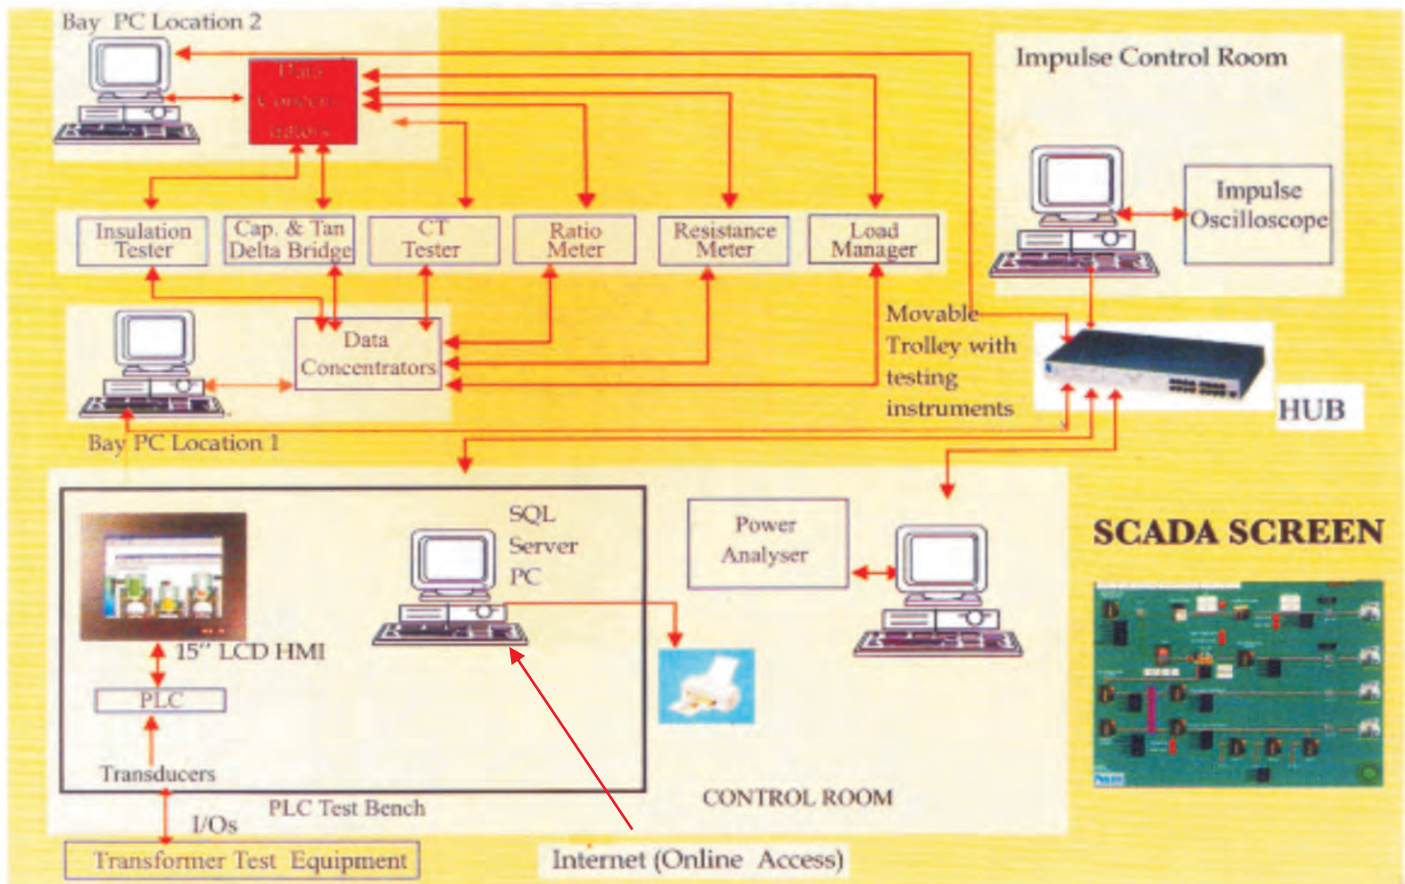 Bay PC Location 2
Data
Concen-
trators
Impulse Control Room
Impulse
Oscilloscope
Insulation
Tester
Cap. & Tan
Delta Bridge
CT
Tester
Ratio
Meter
Resistance
Meter
Load
Manager
Data
Concentrators
Movable
Trolley with
testing
instruments
HUB
Bay PC Location 1
SQL
Server
PC
Power
Analyser
SCADA SCREEN
15" LCD HMI
PLC
Transducers
PLC Test Bench
CONTROL ROOM
I/Os
Transformer Test Equipment
Internet (Online Access)